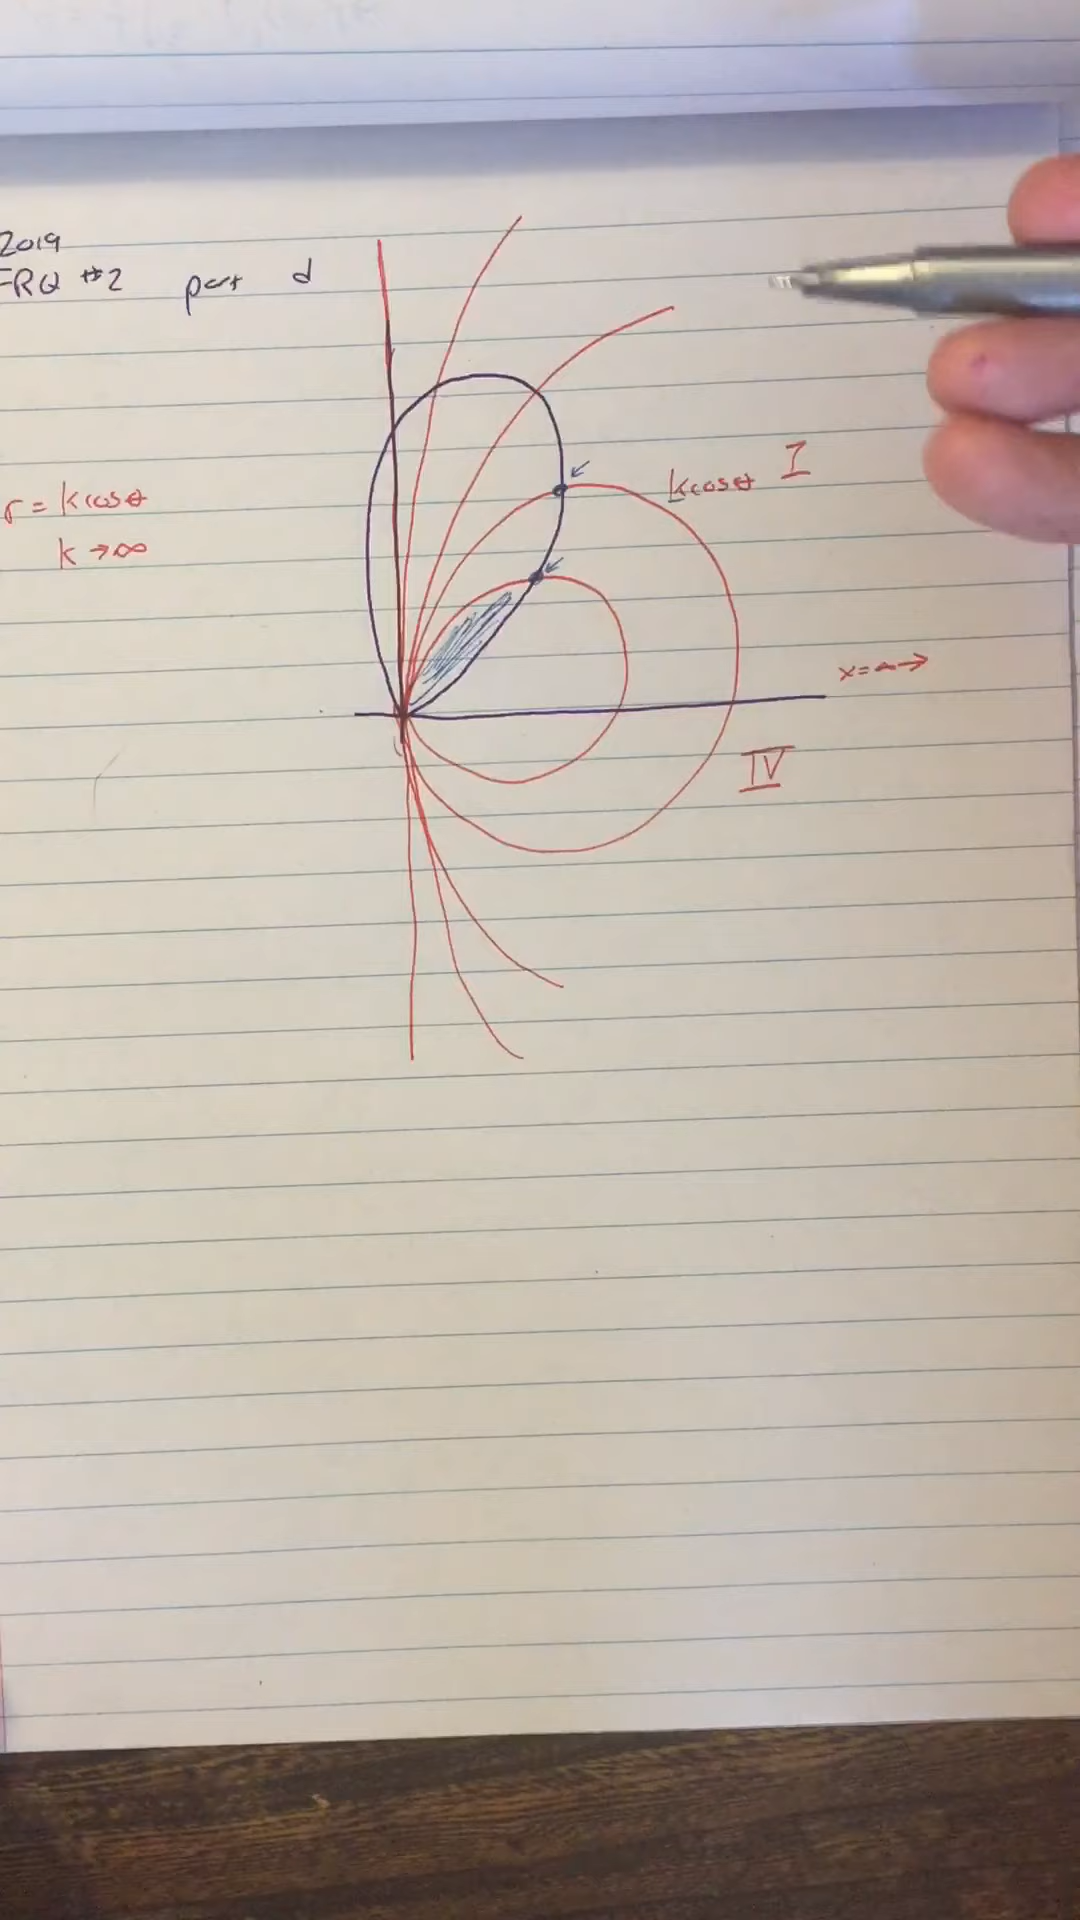 2019
FRQ #2 part d
kcosθ I
r = kcosθ
k → ∞
x = ∞ →
IV